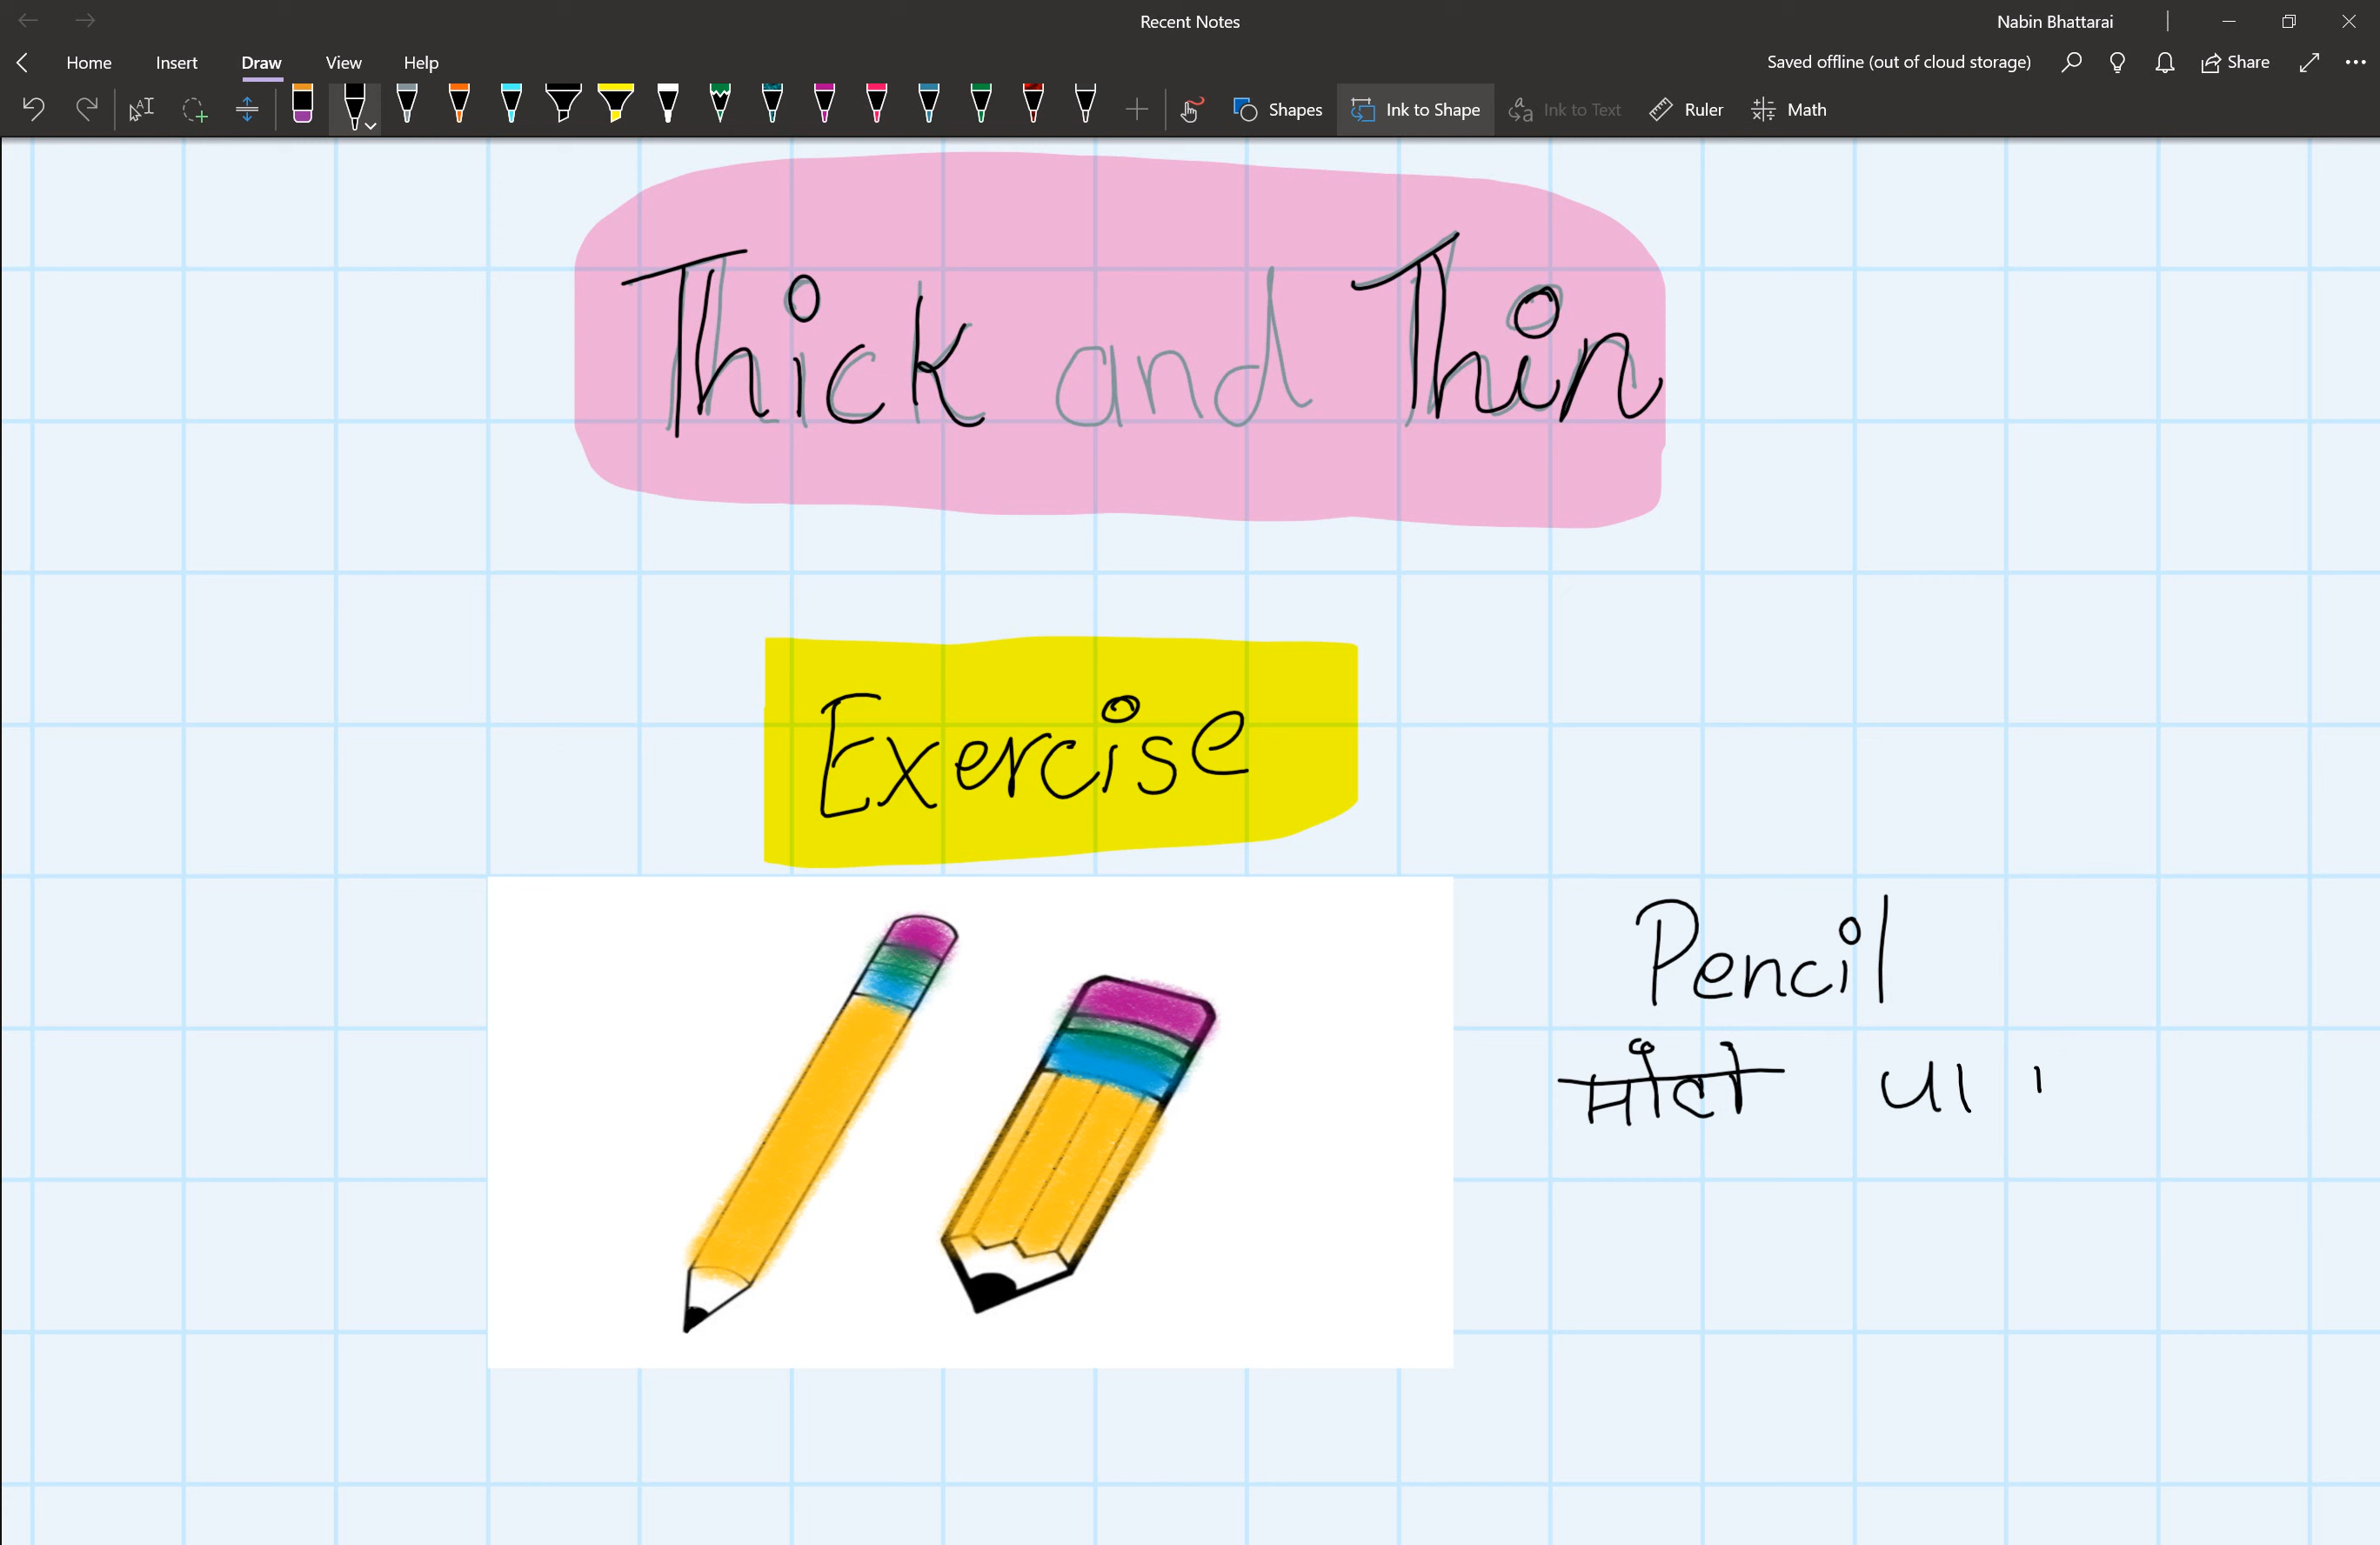 Recent Notes
Nabin Bhattarai
Home Insert Draw View Help
Saved offline (out of cloud storage)
Share
Shapes
Ink to Shape
Ink to Text
Ruler
Math
Thick and Thin
Exercise
Pencil